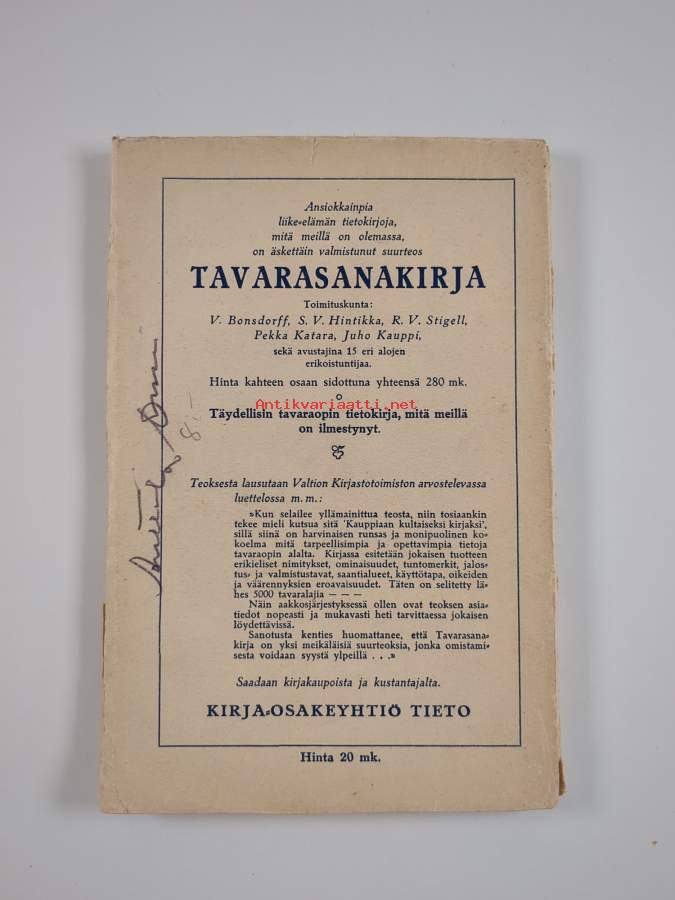 Ansiokkainpia
liike-elämän tietokirjoja,
mitä meillä on olemassa,
on äskettäin valmistunut suurteos
TAVARASANAKIRJA
Toimituskunta:
V. Bonsdorff, S. V. Hintikka, R. V. Stigell,
Pekka Katara, Juho Kauppi,
sekä avustajina 15 eri alojen
erikoistuntijaa.
Hinta kahteen osaan sidottuna yhteensä 280 mk.
o
Antikvariaatti.net
Täydellisin tavaraopin tietokirja, mitä meillä
on ilmestynyt.
Teoksesta lausutaan Valtion Kirjastotoimiston arvostelevassa
luettelossa m. m.:
»Kun selailee yllämainittua teosta, niin tosiaankin
tekee mieli kutsua sitä 'Kauppiaan kultaiseksi kirjaksi',
sillä siinä on harvinaisen runsas ja monipuolinen ko-
koelma mitä tarpeellisimpia ja opettavimpia tietoja
tavaraopin alalta. Kirjassa esitetään jokaisen tuotteen
erikieliset nimitykset, ominaisuudet, tuntomerkit, jalos-
tus- ja valmistustavat, saantialueet, käyttötapa, oikeiden
ja väärennyksien eroavaisuudet. Täten on selitetty lä-
hes 5000 tavaralajia — — —
Näin aakkosjärjestyksessä ollen ovat teoksen asia-
tiedot nopeasti ja mukavasti heti tarvittaessa jokaisen
löydettävissä.
Sanotusta kenties huomattanee, että Tavarasana-
kirja on yksi meikäläisiä suurteoksia, jonka omistami-
sesta voidaan syystä ylpeillä . . .»
Saadaan kirjakaupoista ja kustantajalta.
KIRJA-OSAKEYHTIÖ TIETO
Hinta 20 mk.
8:-